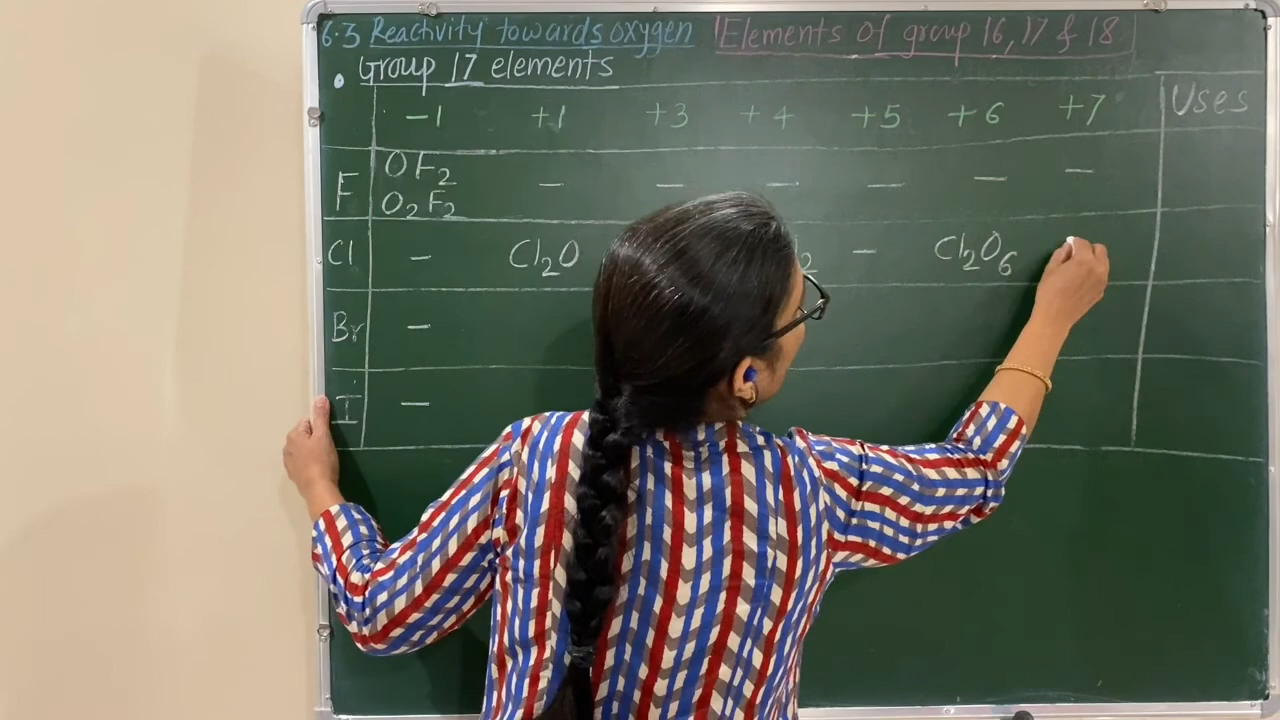 6.3 Reactivity towards oxygen Elements of group 16, 17 & 18
• Group 17 elements
-1 +1 +3 +4 +5 +6 +7 Uses
F OF2 O2F2 — — — — — —
Cl — Cl2O — Cl2O6
Br —
I —